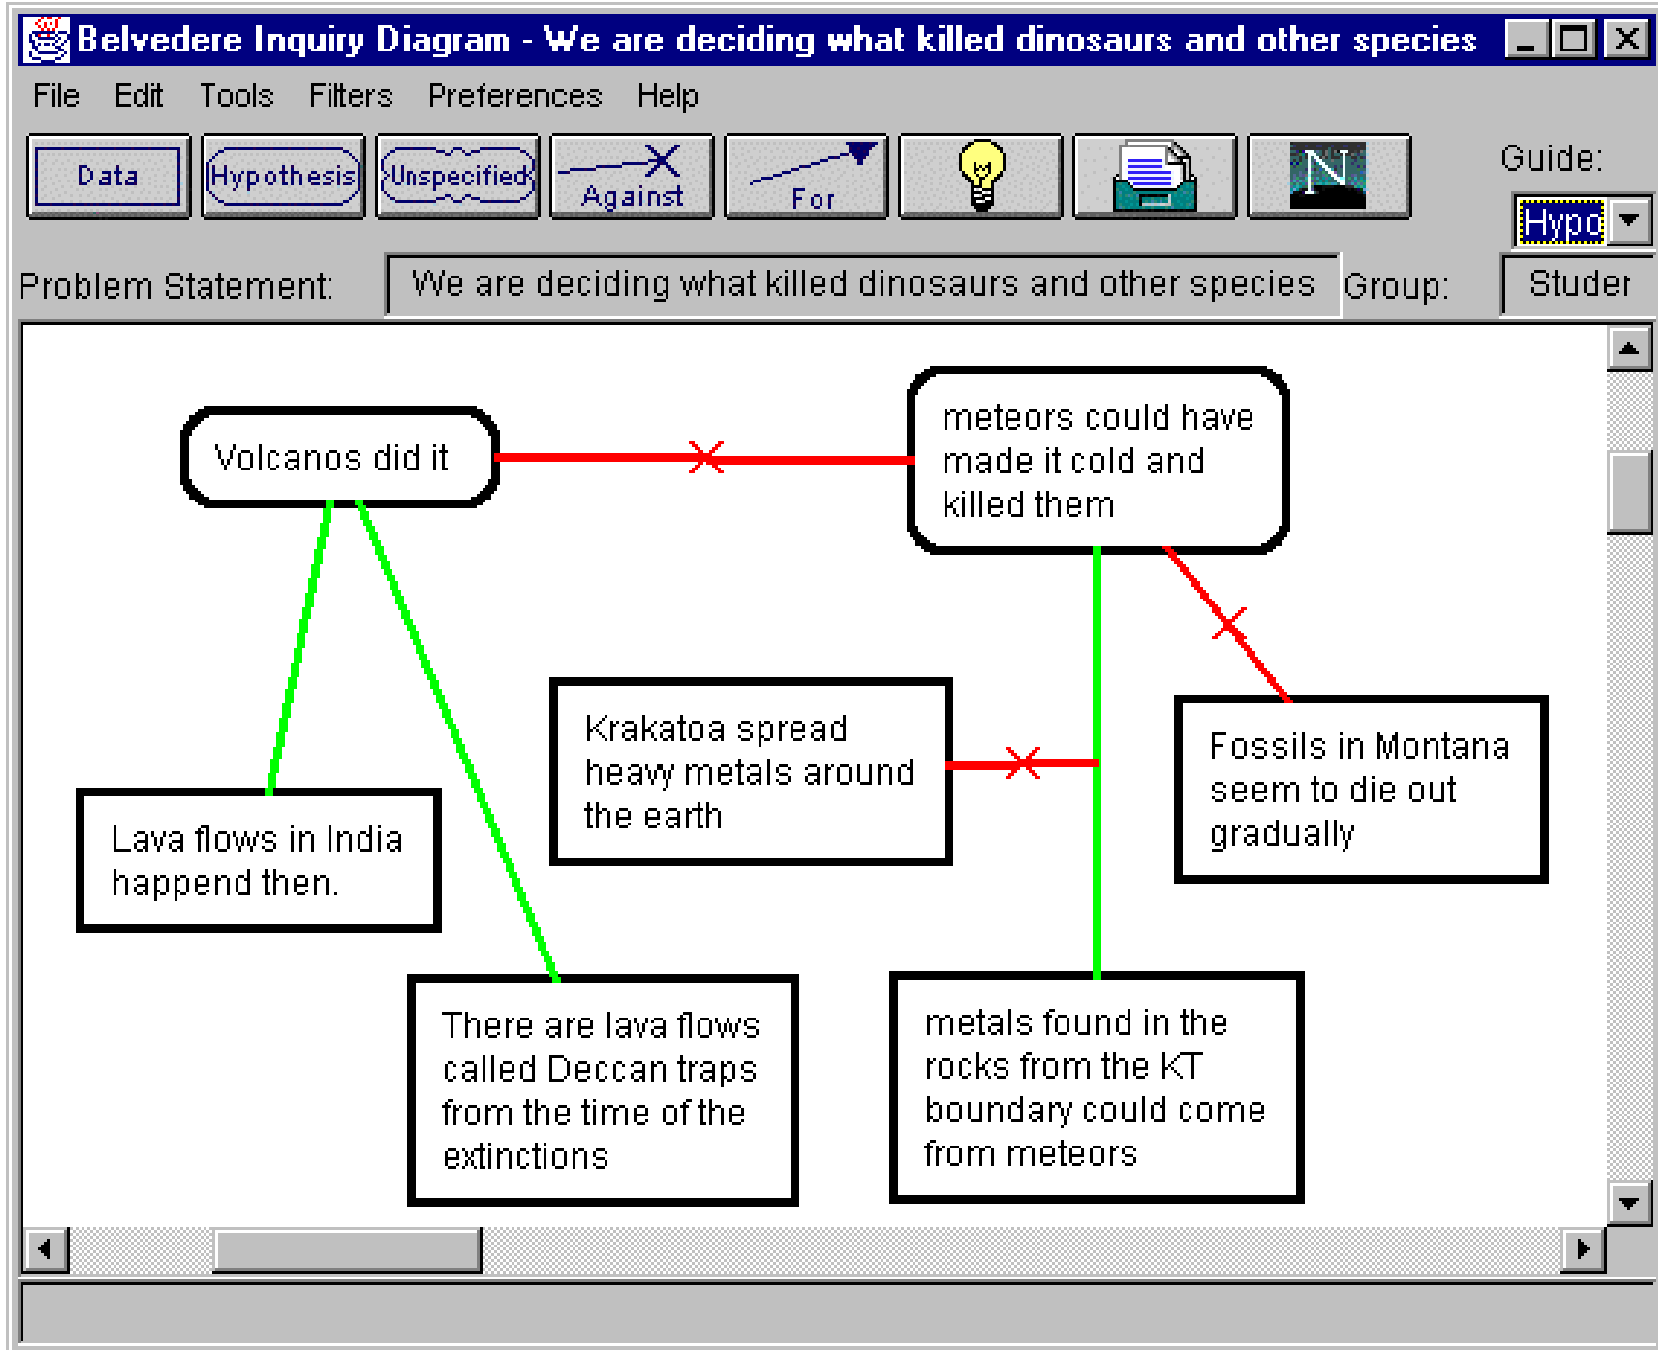 Belvedere Inquiry Diagram - We are deciding what killed dinosaurs and other species
File Edit Tools Filters Preferences Help
Data Hypothesis Unspecified Against For N
Guide:
Hypo
Problem Statement: We are deciding what killed dinosaurs and other species Group: Studer
Volcanos did it
meteors could have
made it cold and
killed them
Krakatoa spread
heavy metals around
the earth
Fossils in Montana
seem to die out
gradually
Lava flows in India
happend then.
There are lava flows
called Deccan traps
from the time of the
extinctions
metals found in the
rocks from the KT
boundary could come
from meteors